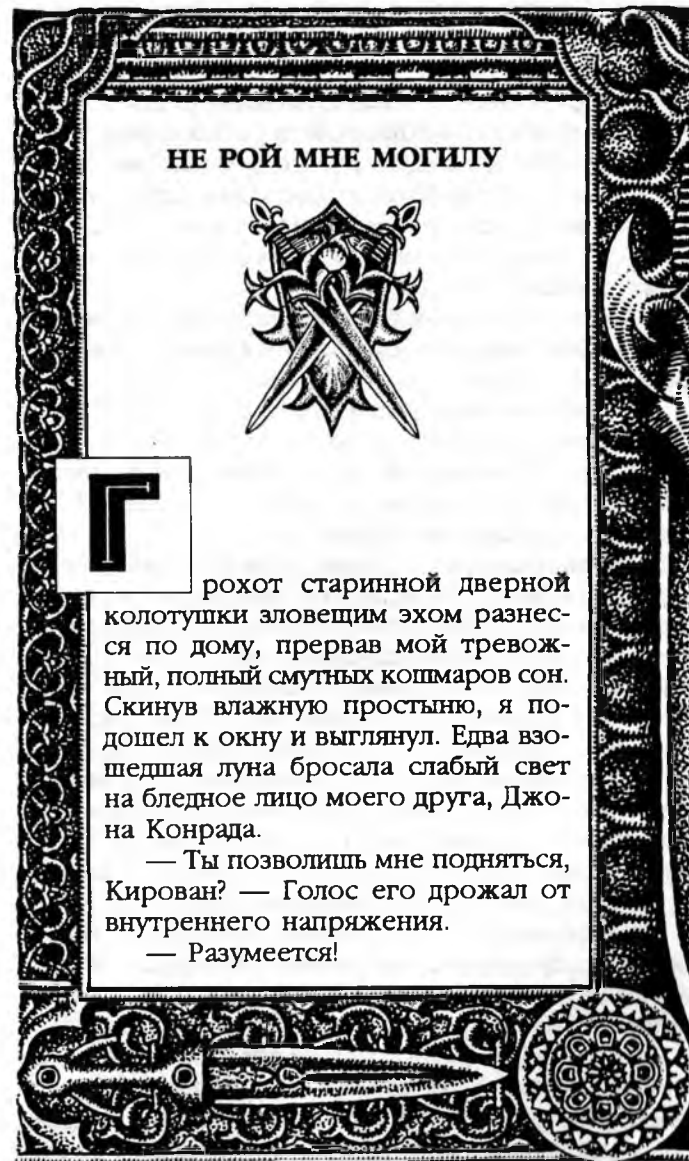 НЕ РОЙ МНЕ МОГИЛУ
Грохот старинной дверной
колотушки зловещим эхом разнес-
ся по дому, прервав мой тревож-
ный, полный смутных кошмаров сон.
Скинув влажную простыню, я по-
дошел к окну и выглянул. Едва взо-
шедшая луна бросала слабый свет
на бледное лицо моего друга, Джо-
на Конрада.
— Ты позволишь мне подняться,
Кирован? — Голос его дрожал от
внутреннего напряжения.
— Разумеется!